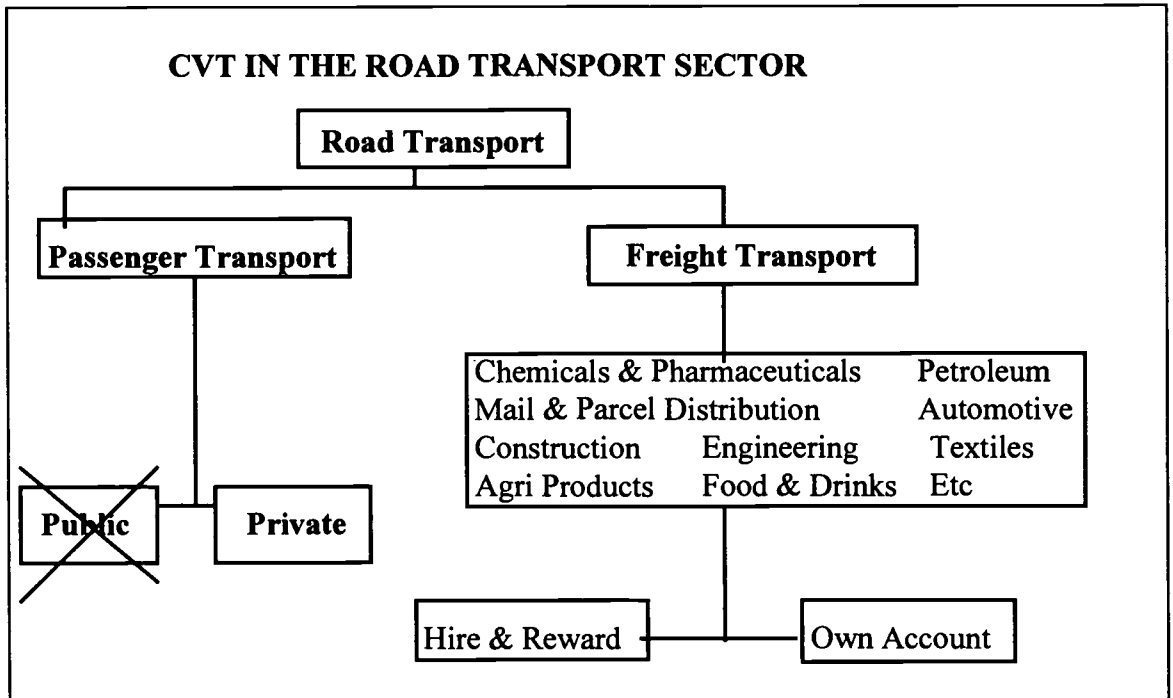 CVT IN THE ROAD TRANSPORT SECTOR
Road Transport
Passenger Transport
Freight Transport
Chemicals & Pharmaceuticals Petroleum
Mail & Parcel Distribution Automotive
Construction Engineering Textiles
Agri Products Food & Drinks Etc
Public
Private
Hire & Reward
Own Account